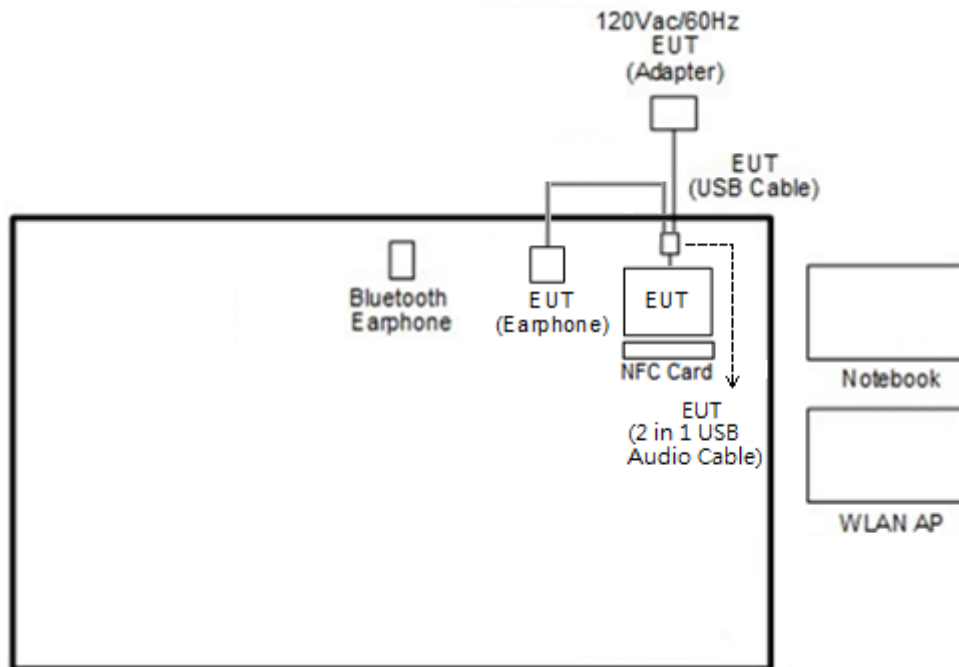 120Vac/60Hz
EUT
(Adapter)
EUT
(USB Cable)
Bluetooth
Earphone
EUT
(Earphone)
EUT
NFC Card
EUT
(2 in 1 USB
Audio Cable)
Notebook
WLAN AP